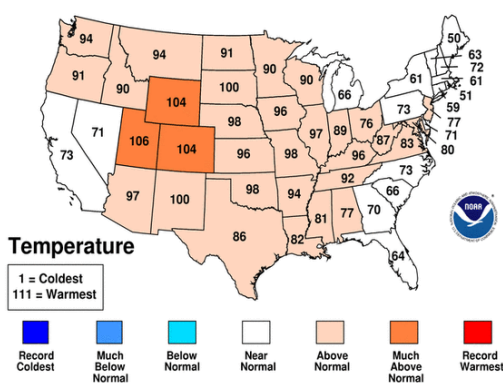 94
94
91
90
90
50
63
72
61
51
59
77
71
80
91
90
104
100
61
66
73
98
96
71
106
104
96
98
97
89
76
87
83
73
96
73
92
66
97
100
98
94
81
77
70
86
82
64
NOAA
Temperature
1 = Coldest
111 = Warmest
Record
Coldest
Much
Below
Normal
Below
Normal
Near
Normal
Above
Normal
Much
Above
Normal
Record
Warmest